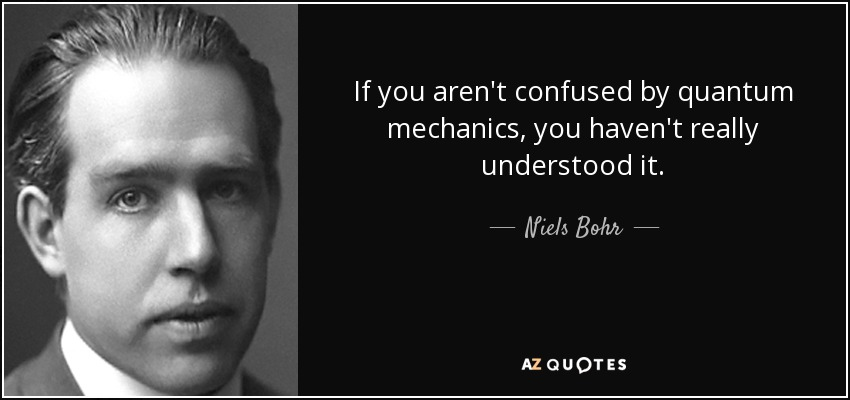 If you aren't confused by quantum
mechanics, you haven't really
understood it.
— Niels Bohr —
AZ QUOTES